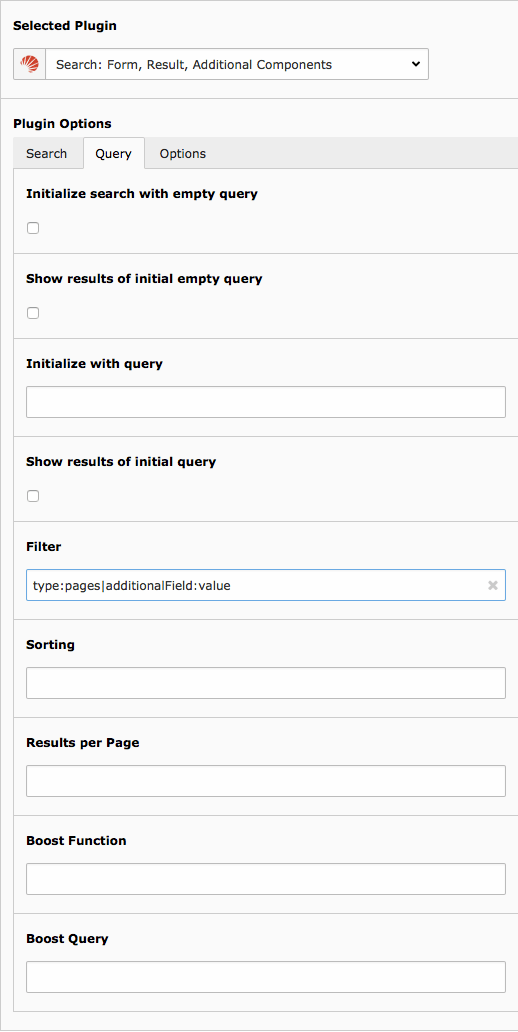 Selected Plugin
Search: Form, Result, Additional Components
Plugin Options
Search Query Options
Initialize search with empty query
Show results of initial empty query
Initialize with query
Show results of initial query
Filter
type:pages|additionalField:value
Sorting
Results per Page
Boost Function
Boost Query